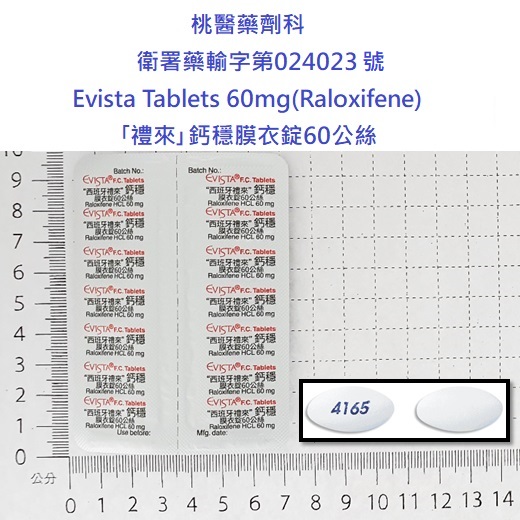 桃醫藥劑科
衛署藥輸字第024023號
Evista Tablets 60mg(Raloxifene)
「禮來」鈣穩膜衣錠60公絲
Batch No.:
EVISTA® F.C. Tablets
"西班牙禮來" 鈣穩
膜衣錠60公絲
Raloxifene HCL 60 mg
EVISTA® F.C. Tablets
"西班牙禮來" 鈣穩
膜衣錠60公絲
Raloxifene HCL 60 mg
EVISTA® F.C. Tablets
"西班牙禮來" 鈣穩
膜衣錠60公絲
Raloxifene HCL 60 mg
EVISTA® F.C. Tablets
"西班牙禮來" 鈣穩
膜衣錠60公絲
Raloxifene HCL 60 mg
EVISTA® F.C. Tablets
"西班牙禮來" 鈣穩
膜衣錠60公絲
Raloxifene HCL 60 mg
EVISTA® F.C. Tablets
"西班牙禮來" 鈣穩
膜衣錠60公絲
Raloxifene HCL 60 mg
EVISTA® F.C. Tablets
"西班牙禮來" 鈣穩
膜衣錠60公絲
Raloxifene HCL 60 mg
Use before:
Batch No.:
EVISTA® F.C. Tablets
"西班牙禮來" 鈣穩
膜衣錠60公絲
Raloxifene HCL 60 mg
EVISTA® F.C. Tablets
"西班牙禮來" 鈣穩
膜衣錠60公絲
Raloxifene HCL 60 mg
EVISTA® F.C. Tablets
"西班牙禮來" 鈣穩
膜衣錠60公絲
Raloxifene HCL 60 mg
EVISTA® F.C. Tablets
"西班牙禮來" 鈣穩
膜衣錠60公絲
Raloxifene HCL 60 mg
EVISTA® F.C. Tablets
"西班牙禮來" 鈣穩
膜衣錠60公絲
Raloxifene HCL 60 mg
EVISTA® F.C. Tablets
"西班牙禮來" 鈣穩
膜衣錠60公絲
Raloxifene HCL 60 mg
EVISTA® F.C. Tablets
"西班牙禮來" 鈣穩
膜衣錠60公絲
Raloxifene HCL 60 mg
Mfg. date:
4165
10
9
8
7
6
5
4
3
2
1
0
公分
0 1 2 3 4 5 6 7 8 9 10 11 12 13 14